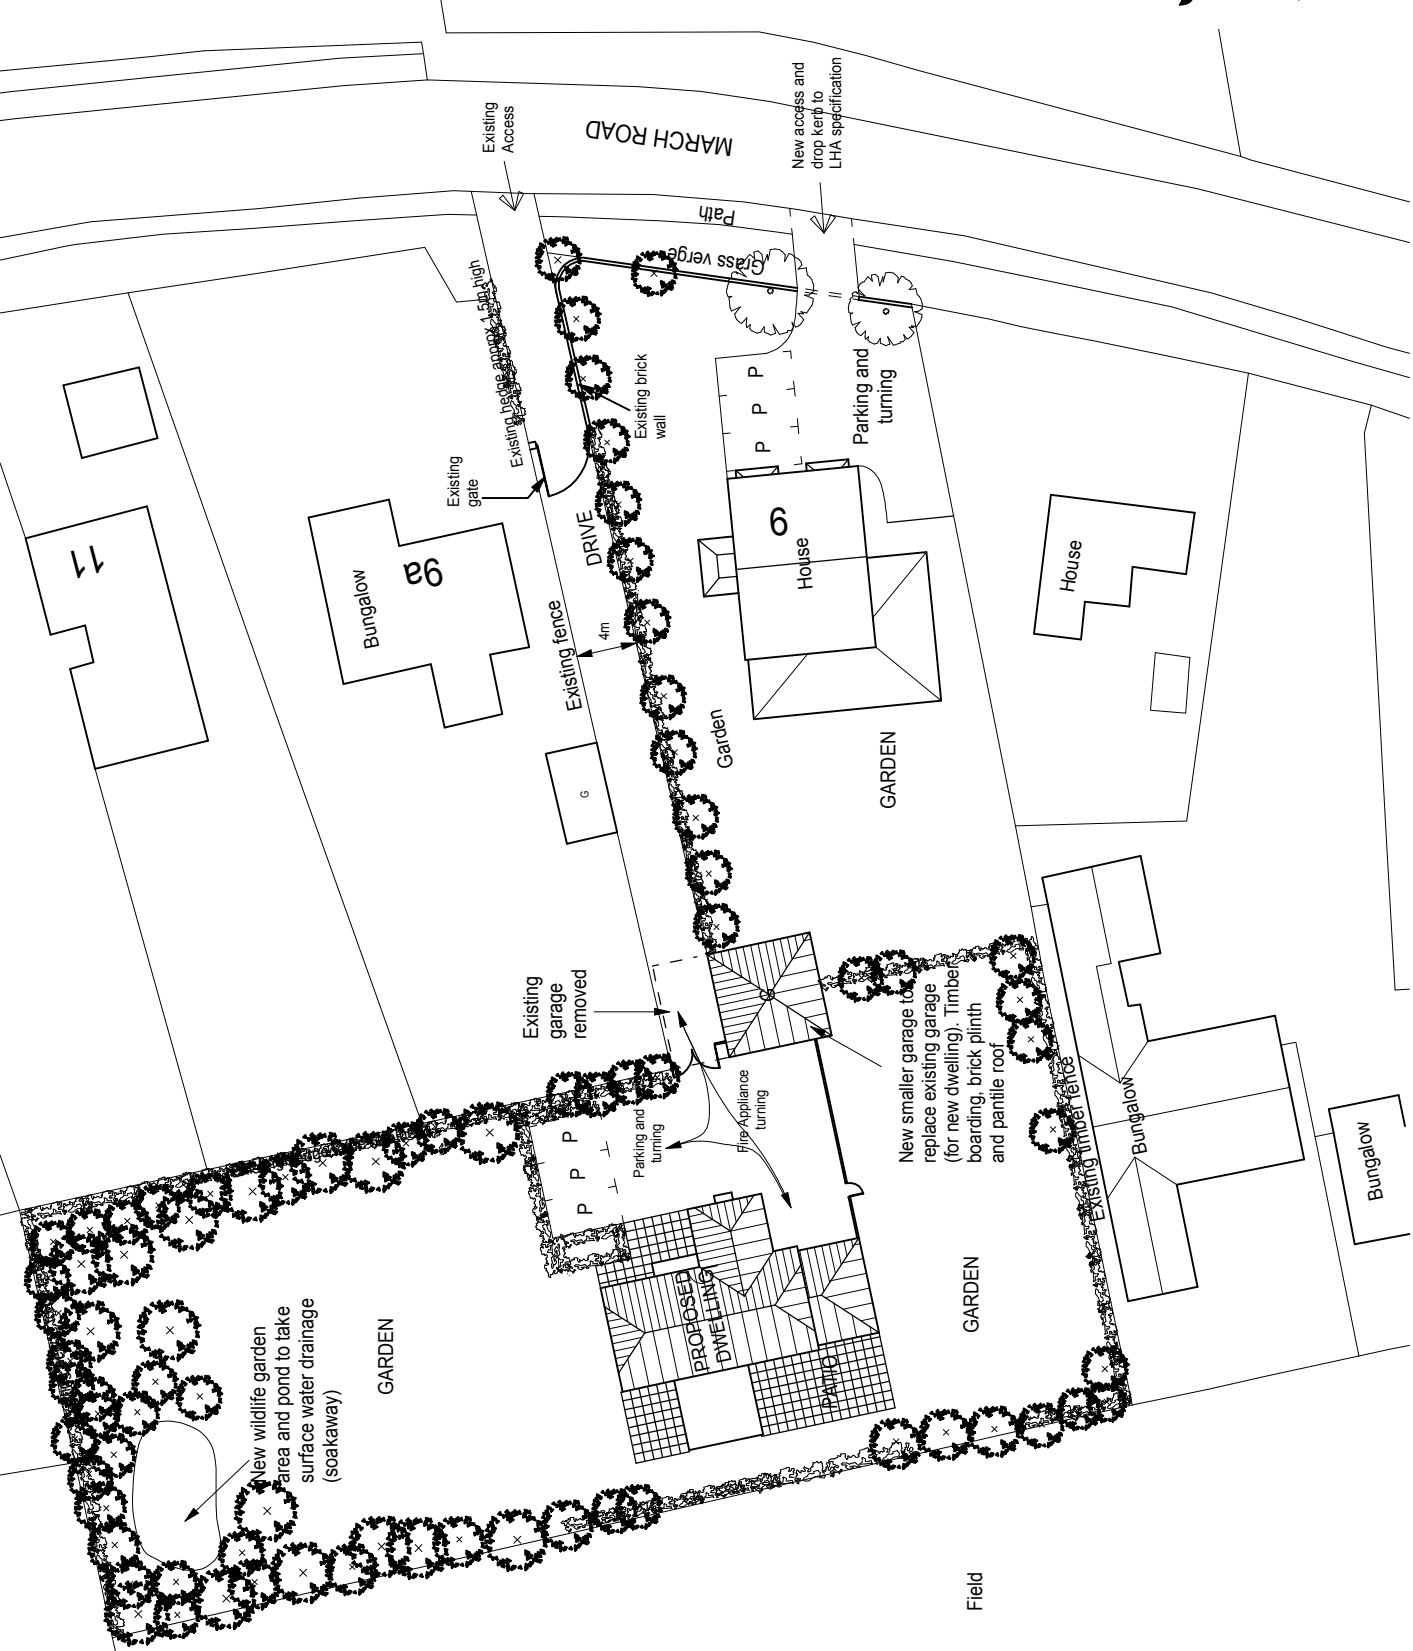 Existing
Access
MARCH ROAD
New access and
drop kerb to
LHA specification
Path
Grass verge
Existing hedge approx 1.5m high
Existing brick
wall
Existing
gate
P P P
Parking and
turning
11
Bungalow
9a
DRIVE
Existing fence
4m
9
House
House
Garden
GARDEN
G
Existing
garage
removed
New smaller garage to
replace existing garage
(for new dwelling). Timber
boarding, brick plinth
and pantile roof
Existing timber fence
Bungalow
Bungalow
P P P
Parking and
turning
Fire Appliance
turning
PROPOSED
DWELLING
PATIO
GARDEN
GARDEN
New wildlife garden
area and pond to take
surface water drainage
(soakaway)
Field